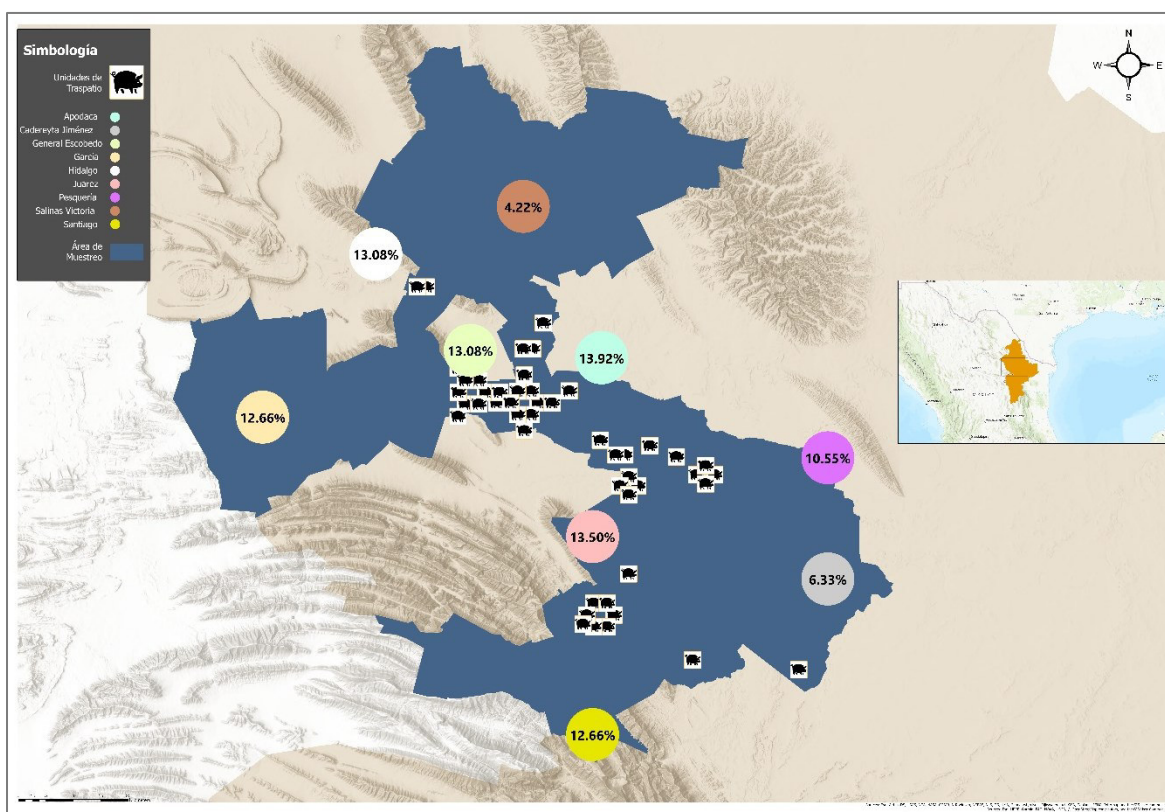 Simbología
Unidades de
Traspatio
Apodaca
Cadereyta Jiménez
General Escobedo
García
Hidalgo
Juarez
Pesquería
Salinas Victoria
Santiago
Área de
Muestreo
N
W
E
S
4.22%
13.08%
13.08%
13.92%
12.66%
10.55%
13.50%
6.33%
12.66%